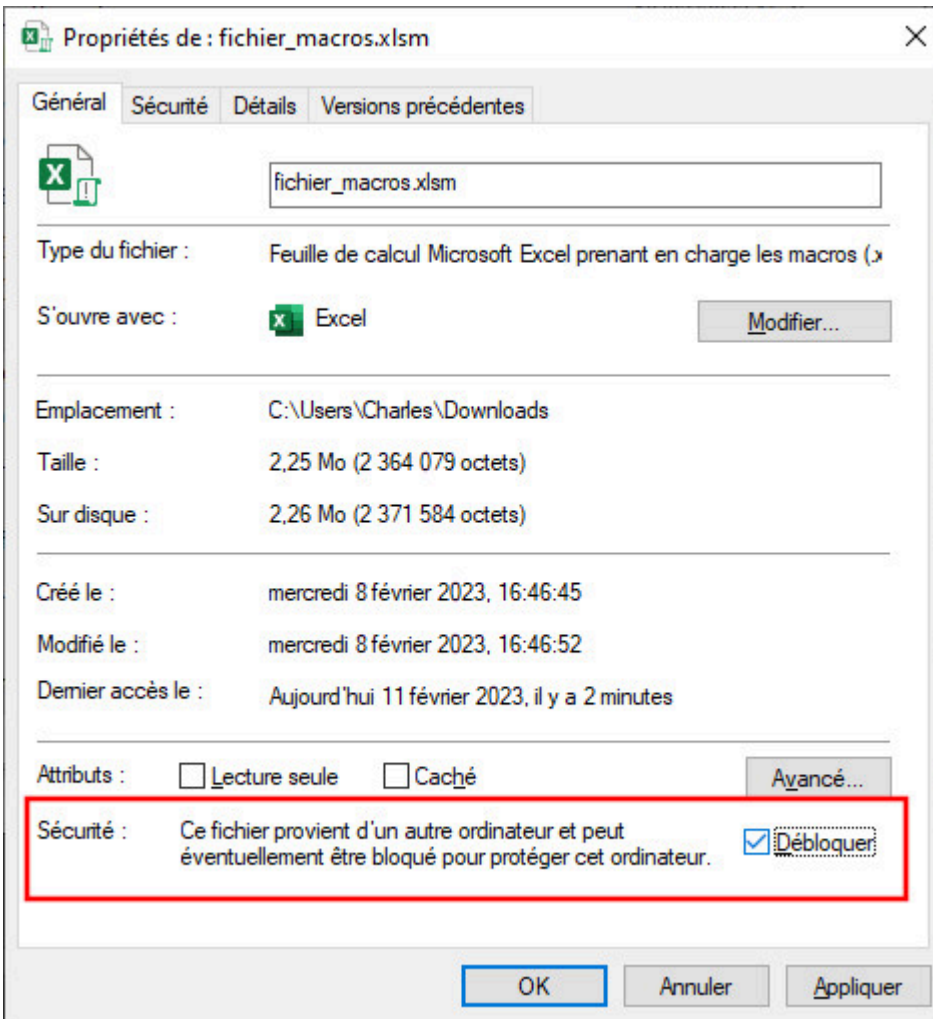 Propriétés de : fichier_macros.xlsm
Général Sécurité Détails Versions précédentes
fichier_macros.xlsm
Type du fichier : Feuille de calcul Microsoft Excel prenant en charge les macros (.x
S'ouvre avec : Excel Modifier...
Emplacement : C:\Users\Charles\Downloads
Taille : 2,25 Mo (2 364 079 octets)
Sur disque : 2,26 Mo (2 371 584 octets)
Créé le : mercredi 8 février 2023, 16:46:45
Modifié le : mercredi 8 février 2023, 16:46:52
Dernier accès le : Aujourd'hui 11 février 2023, il y a 2 minutes
Attributs : Lecture seule Caché Avancé...
Sécurité : Ce fichier provient d'un autre ordinateur et peut
éventuellement être bloqué pour protéger cet ordinateur. Débloquer
OK Annuler Appliquer